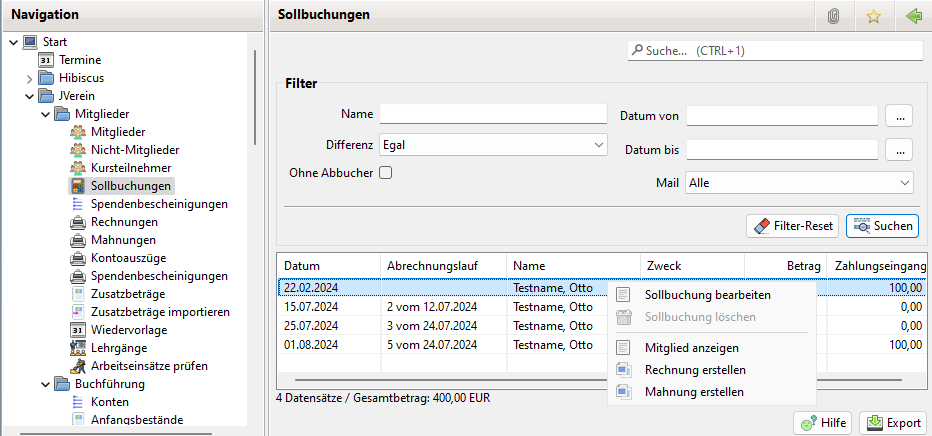 Navigation
Start
Termine
Hibiscus
JVerein
Mitglieder
Mitglieder
Nicht-Mitglieder
Kursteilnehmer
Sollbuchungen
Spendenbescheinigungen
Rechnungen
Mahnungen
Kontoauszüge
Spendenbescheinigungen
Zusatzbeträge
Zusatzbeträge importieren
Wiedervorlage
Lehrgänge
Arbeitseinsätze prüfen
Buchführung
Konten
Anfangsbestände
Sollbuchungen
Suche... (CTRL+1)
Filter
Name
Datum von ...
Differenz Egal
Datum bis ...
Ohne Abbucher
Mail Alle
Filter-Reset Suchen
Datum Abrechnungslauf Name Zweck Betrag Zahlungseingang
22.02.2024 Testname, Otto 100,00
15.07.2024 2 vom 12.07.2024 Testname, Otto 0,00
25.07.2024 3 vom 24.07.2024 Testname, Otto 0,00
01.08.2024 5 vom 24.07.2024 Testname, Otto 100,00
Sollbuchung bearbeiten
Sollbuchung löschen
Mitglied anzeigen
Rechnung erstellen
Mahnung erstellen
4 Datensätze / Gesamtbetrag: 400,00 EUR
Hilfe Export